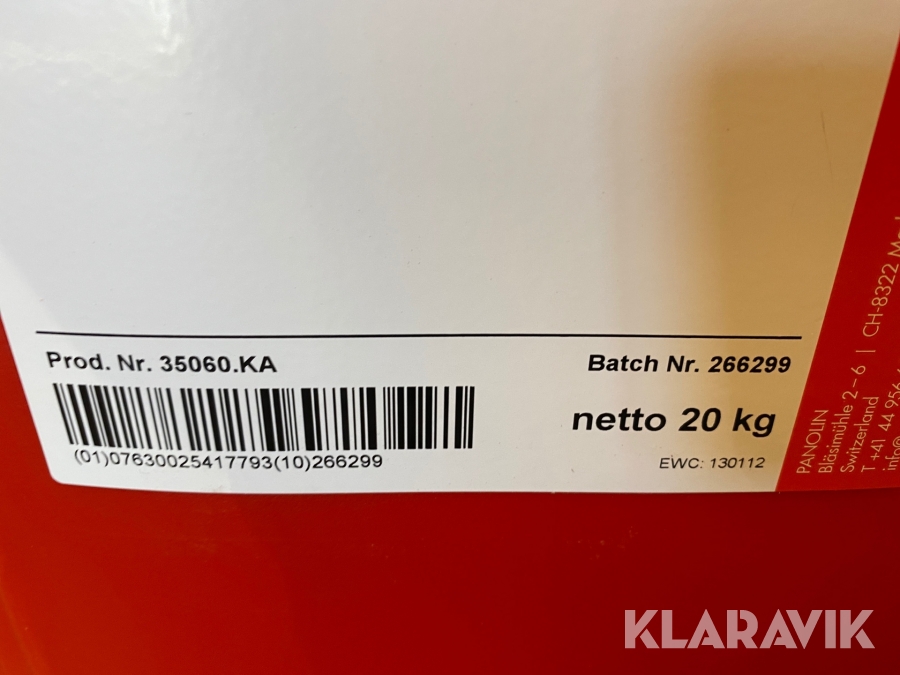 Prod. Nr. 35060.KA
Batch Nr. 266299
netto 20 kg
(01)07630025417793(10)266299
EWC: 130112
PANOLIN
Bläsimühle 2–6 | CH-8322
Switzerland
T +41 44 956
info@
KLARAVIK